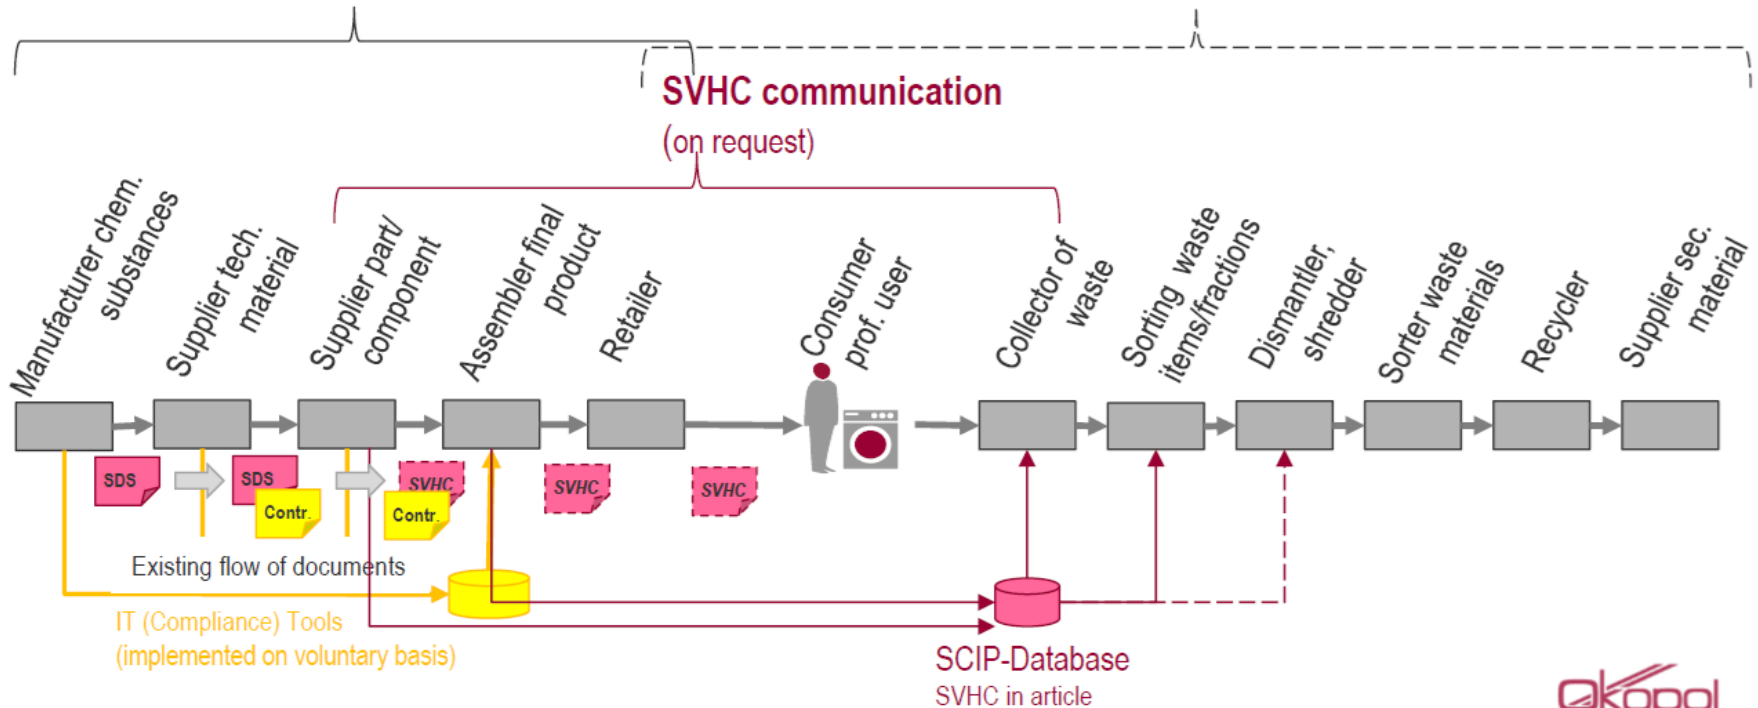 SVHC communication
(on request)
Manufacturer chem.
substances
Supplier tech.
material
Supplier part/
component
Assembler final
product
Retailer
Consumer
prof. user
Collector of
waste
Sorting waste
items/fractions
Dismantler,
shredder
Sorter waste
materials
Recycler
Supplier sec.
material
SDS
SDS
Contr.
SVHC
Contr.
SVHC
SVHC
Existing flow of documents
IT (Compliance) Tools
(implemented on voluntary basis)
SCIP-Database
SVHC in article
Ökopol